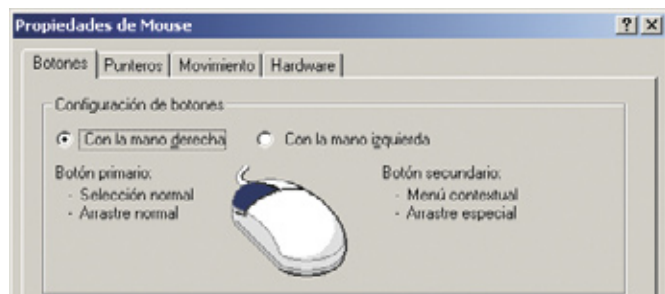 Propiedades de Mouse
Botones Punteros Movimiento Hardware
Configuración de botones
Con la mano derecha Con la mano izquierda
Botón primario: Botón secundario:
- Selección normal - Menú contextual
- Arrastre normal - Arrastre especial